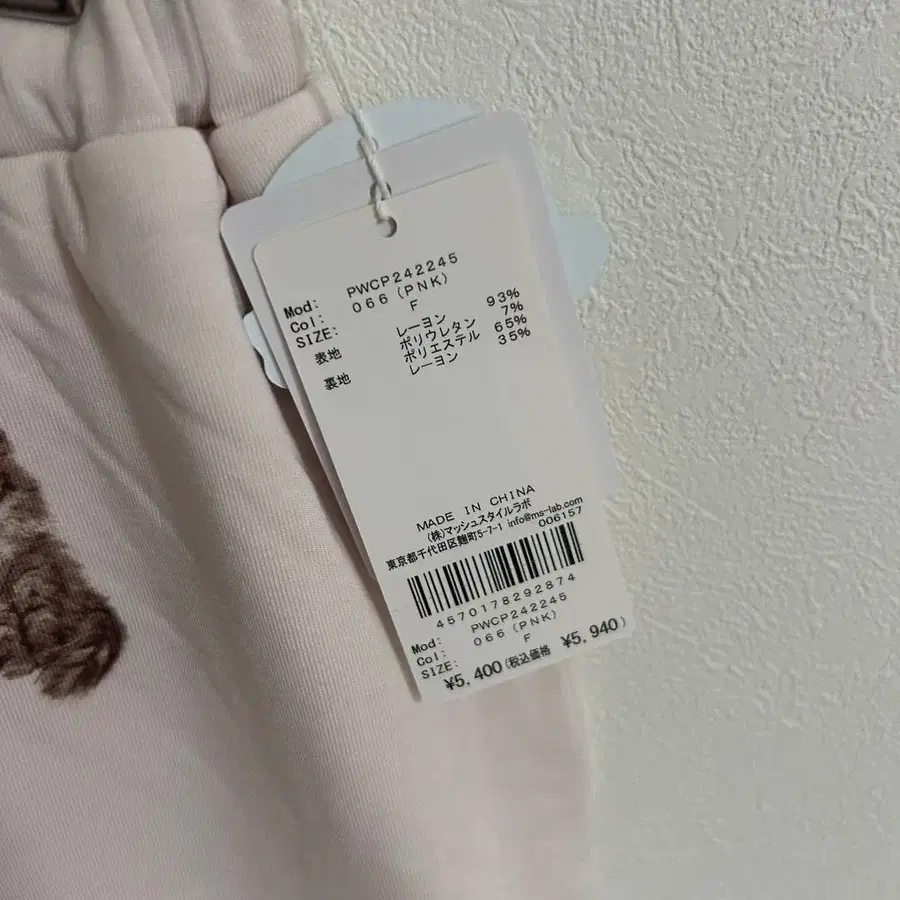 Mod: PWCP242245
Col: 066 (PNK)
SIZE: F
表地 レーヨン 93%
ポリウレタン 7%
裏地 ポリエステル 65%
レーヨン 35%
MADE IN CHINA
(株)マッシュスタイルラボ
東京都千代田区麹町5-7-1 info@ms-lab.com
006157
4570178292874
Mod: PWCP242245
Col: 066 (PNK)
SIZE: F
¥5,400(税込価格 ¥5,940)